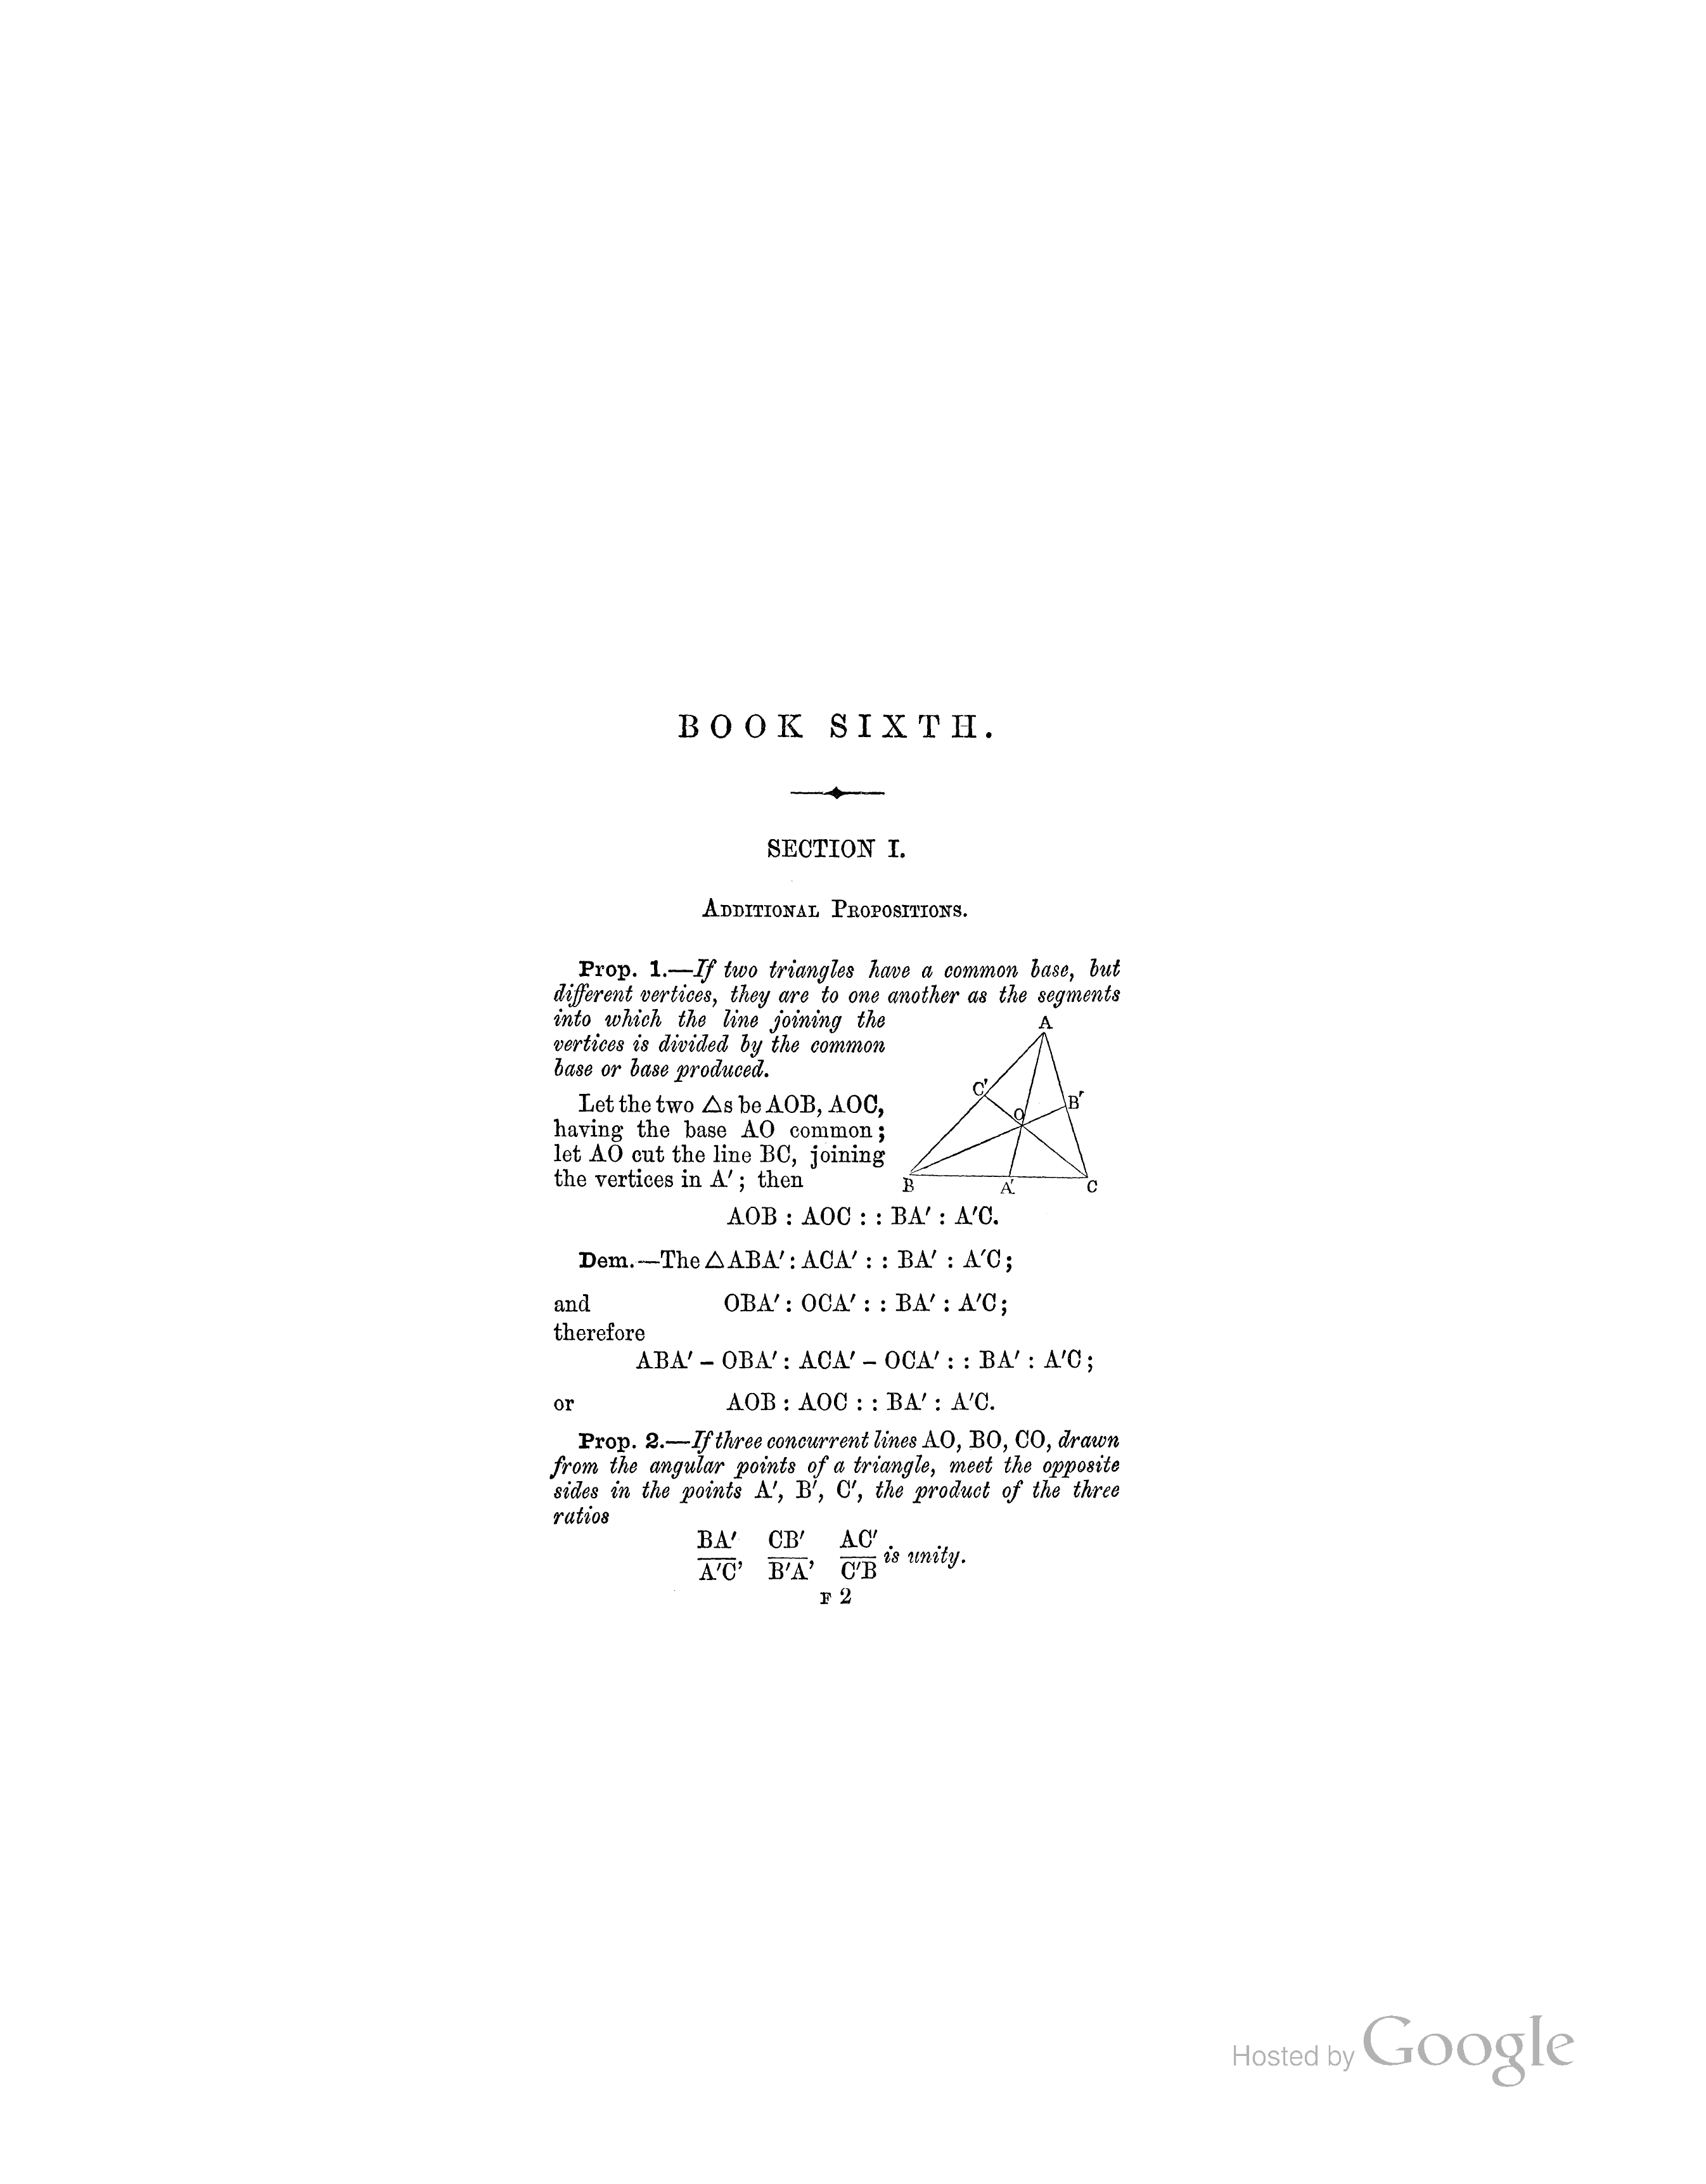 BOOK SIXTH.
SECTION I.
ADDITIONAL PROPOSITIONS.
Prop. 1.—If two triangles have a common base, but
different vertices, they are to one another as the segments
into which the line joining the
vertices is divided by the common
base or base produced.
Let the two △s be AOB, AOC,
having the base AO common;
let AO cut the line BC, joining
the vertices in A′; then
A
C′
B′
O
B
A′
C
AOB : AOC : : BA′ : A′C.
Dem.—The △ ABA′ : ACA′ : : BA′ : A′C;
and OBA′ : OCA′ : : BA′ : A′C;
therefore
ABA′ – OBA′ : ACA′ – OCA′ : : BA′ : A′C;
or AOB : AOC : : BA′ : A′C.
Prop. 2.—If three concurrent lines AO, BO, CO, drawn
from the angular points of a triangle, meet the opposite
sides in the points A′, B′, C′, the product of the three
ratios
BA′/A′C, CB′/B′A, AC′/C′B is unity.
F 2
Hosted by Google